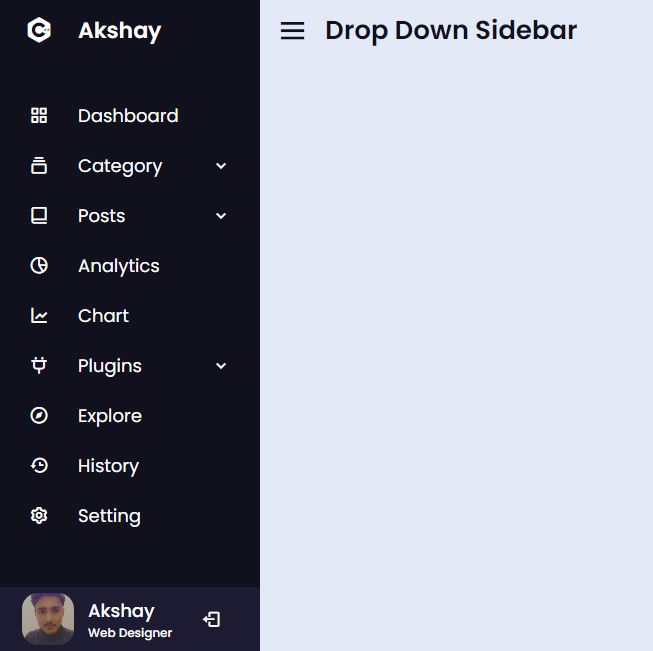 Akshay
Drop Down Sidebar
Dashboard
Category
Posts
Analytics
Chart
Plugins
Explore
History
Setting
Akshay
Web Designer